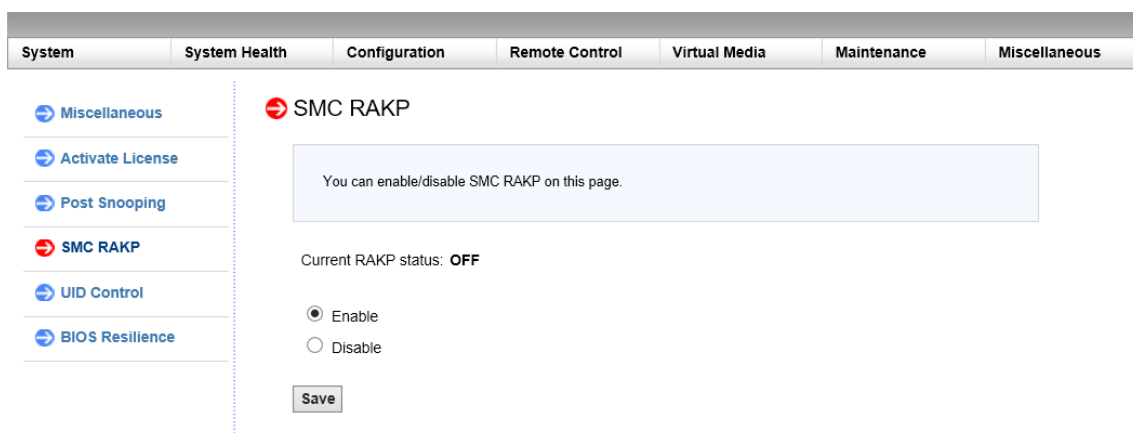 System System Health Configuration Remote Control Virtual Media Maintenance Miscellaneous
Miscellaneous
Activate License
Post Snooping
SMC RAKP
UID Control
BIOS Resilience
SMC RAKP
You can enable/disable SMC RAKP on this page.
Current RAKP status: OFF
Enable
Disable
Save